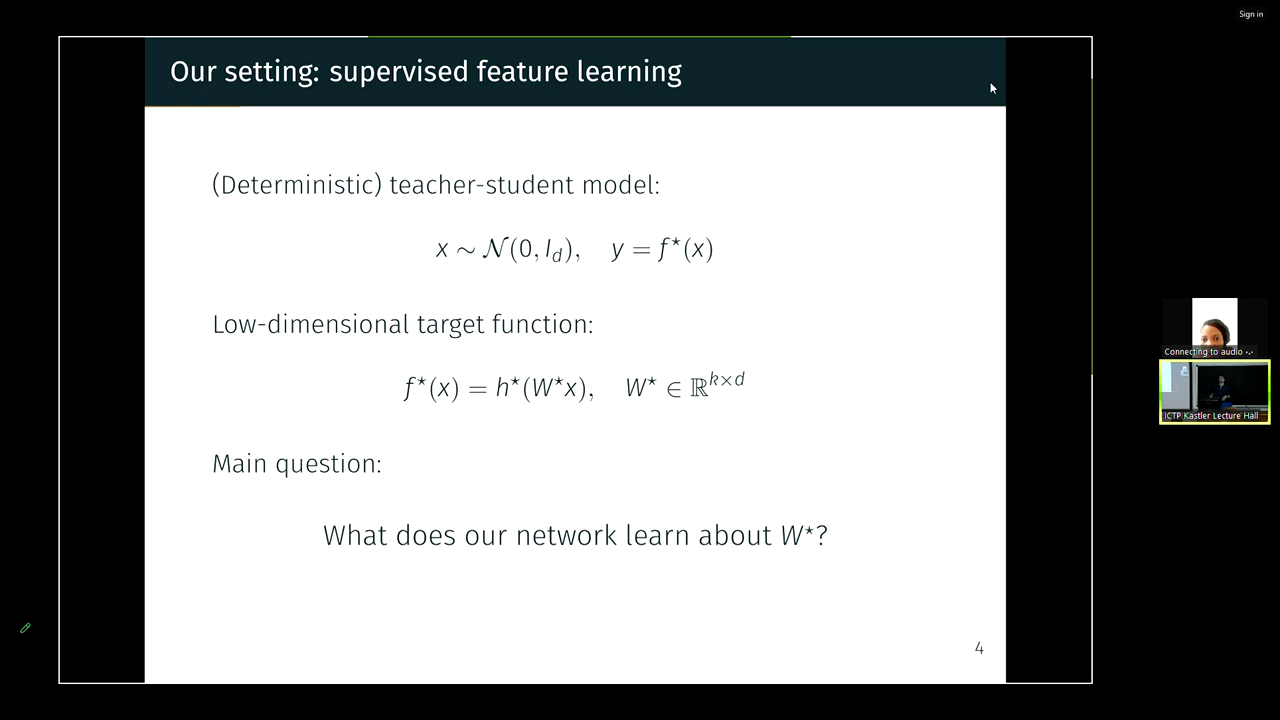 Sign in
Our setting: supervised feature learning
(Deterministic) teacher-student model:
x ∼ 𝒩(0, I_d), y = f⋆(x)
Low-dimensional target function:
f⋆(x) = h⋆(W⋆x), W⋆ ∈ ℝ^{k×d}
Main question:
What does our network learn about W⋆?
4
Connecting to audio
ICTP Kastler Lecture Hall